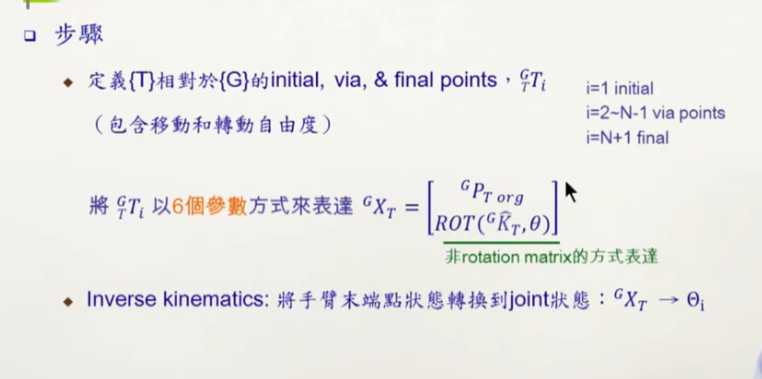 步驟
定義{T}相對於{G}的initial, via, & final points，$^G_T T_i$
（包含移動和轉動自由度）
i=1 initial
i=2~N-1 via points
i=N+1 final
將 $^G_T T_i$ 以6個參數方式來表達 $^G X_T = \begin{bmatrix} ^G P_{T\,org} \\ ROT(^G \hat{K}_T, \theta) \end{bmatrix}$
非rotation matrix的方式表達
Inverse kinematics: 將手臂末端點狀態轉換到joint狀態：$^G X_T \to \Theta_i$